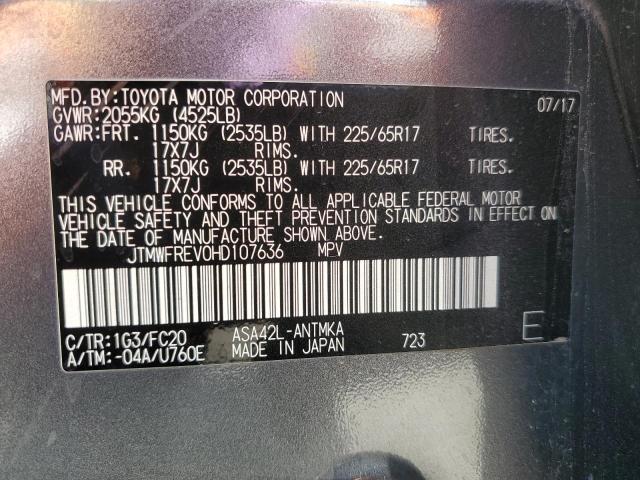 MFD.BY:TOYOTA MOTOR CORPORATION 07/17
GVWR:2055KG (4525LB)
GAWR:FRT. 1150KG (2535LB) WITH 225/65R17 TIRES.
17X7J RIMS.
RR. 1150KG (2535LB) WITH 225/65R17 TIRES.
17X7J RIMS.
THIS VEHICLE CONFORMS TO ALL APPLICABLE FEDERAL MOTOR
VEHICLE SAFETY AND THEFT PREVENTION STANDARDS IN EFFECT ON
THE DATE OF MANUFACTURE SHOWN ABOVE.
JTMWFREV0HD107636 MPV
C/TR:1G3/FC20 ASA42L-ANTMKA
A/TM:-04A/U760E MADE IN JAPAN 723 E